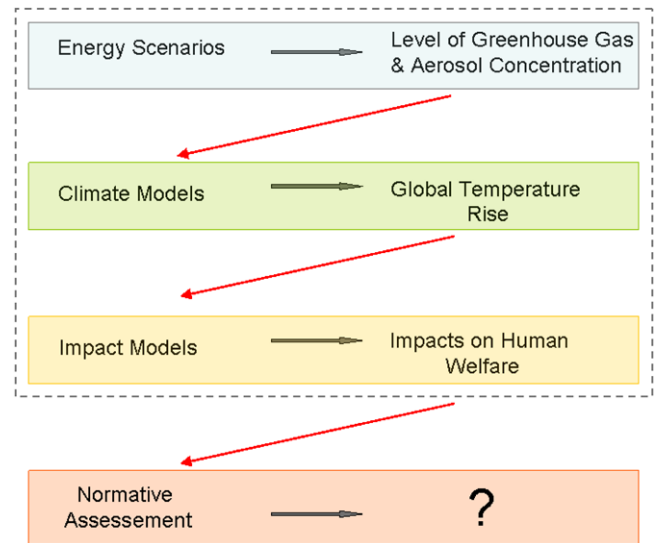 Energy Scenarios
Level of Greenhouse Gas
& Aerosol Concentration
Climate Models
Global Temperature
Rise
Impact Models
Impacts on Human
Welfare
Normative
Assessement
?